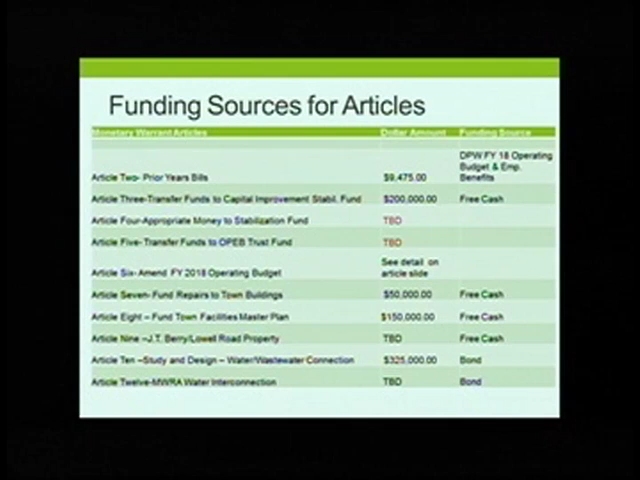 Funding Sources for Articles
Monetary Warrant Articles Dollar Amount Funding Source
DPW FY 18 Operating
Budget & Emp.
Article Two- Prior Years Bills $9,475.00 Benefits
Article Three-Transfer Funds to Capital Improvement Stabil. Fund $200,000.00 Free Cash
Article Four-Appropriate Money to Stabilization Fund TBD
Article Five- Transfer Funds to OPEB Trust Fund TBD
See detail on
Article Six- Amend FY 2018 Operating Budget article slide
Article Seven- Fund Repairs to Town Buildings $50,000.00 Free Cash
Article Eight – Fund Town Facilities Master Plan $150,000.00 Free Cash
Article Nine –J.T. Berry/Lowell Road Property TBD Free Cash
Article Ten –Study and Design – Water/Wastewater Connection $325,000.00 Bond
Article Twelve-MWRA Water Interconnection TBD Bond